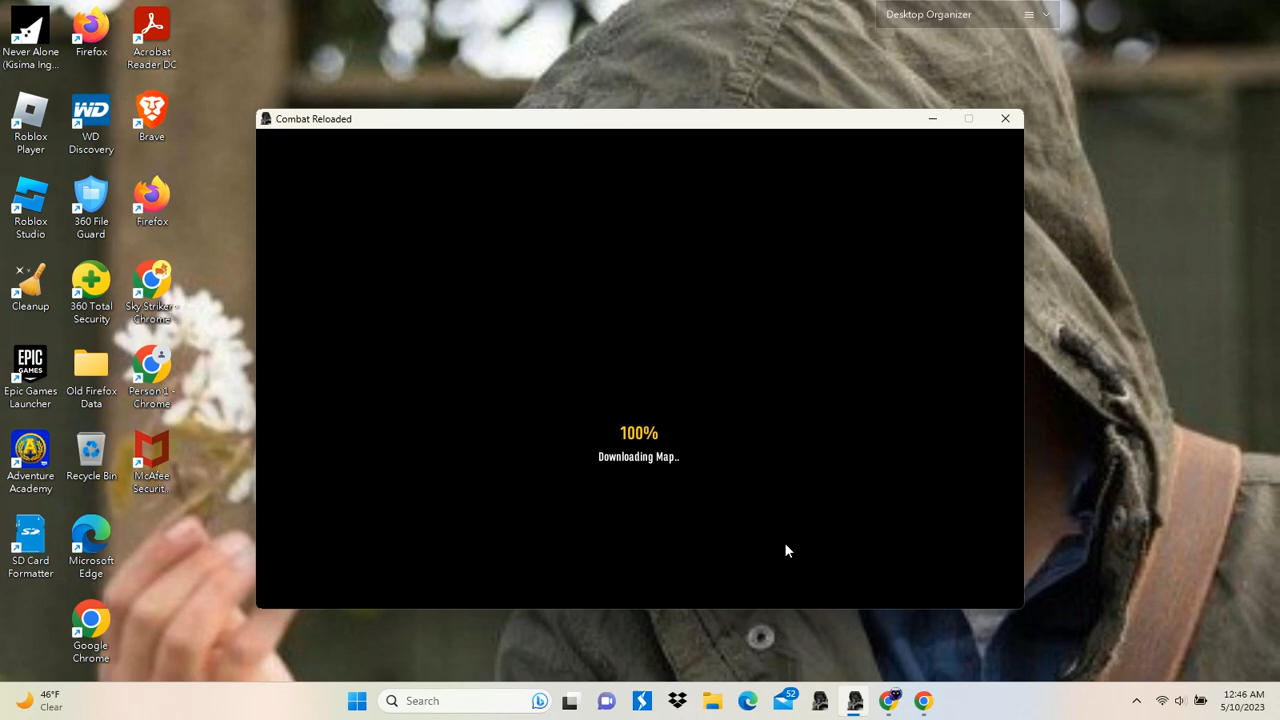 Desktop Organizer
Never Alone
(Kisima Ing...
Firefox
Acrobat
Reader DC
Roblox
Player
WD
WD
Discovery
Brave
Roblox
Studio
360 File
Guard
Firefox
Cleanup
360 Total
Security
Sky Striker -
Chrome
EPIC
GAMES
Epic Games
Launcher
Old Firefox
Data
Person 1 -
Chrome
Adventure
Academy
Recycle Bin
McAfee
Securit...
SD Card
Formatter
Microsoft
Edge
Google
Chrome
Combat Reloaded
100%
Downloading Map..
46°F
Clear
Search
52
12:46 AM
5/10/2023